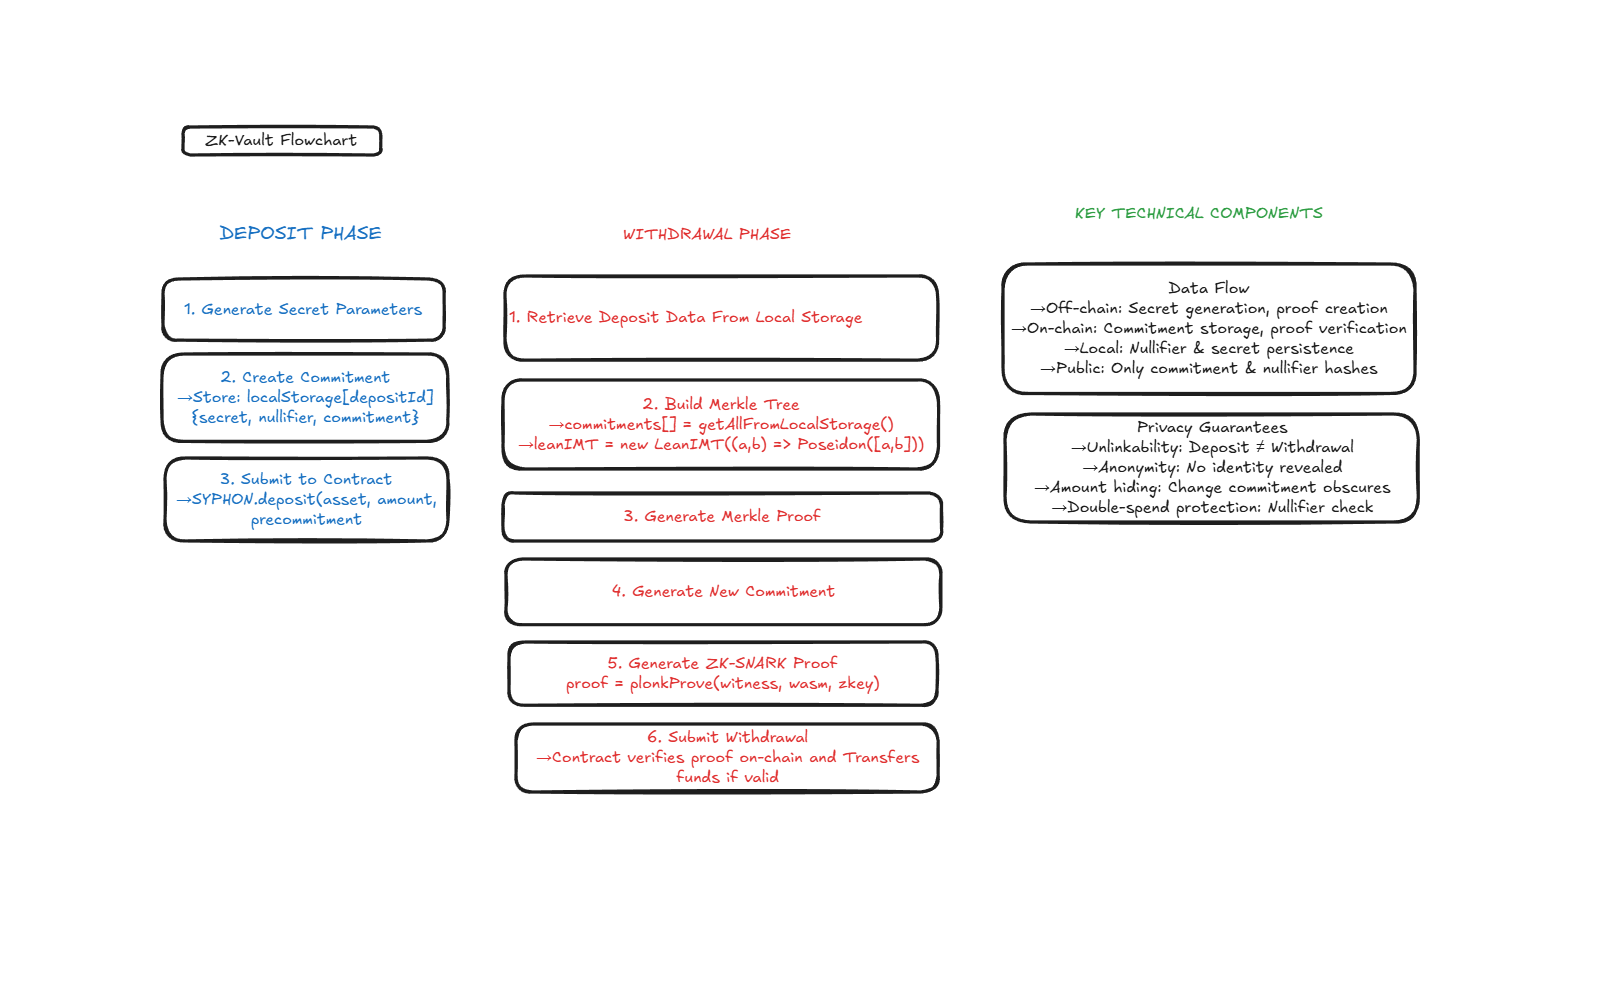 ZK-Vault Flowchart
DEPOSIT PHASE
1. Generate Secret Parameters
2. Create Commitment
→Store: localStorage[depositId]
{secret, nullifier, commitment}
3. Submit to Contract
→SYPHON.deposit(asset, amount,
precommitment
WITHDRAWAL PHASE
1. Retrieve Deposit Data From Local Storage
2. Build Merkle Tree
→commitments[] = getAllFromLocalStorage()
→leanIMT = new LeanIMT((a,b) => Poseidon([a,b]))
3. Generate Merkle Proof
4. Generate New Commitment
5. Generate ZK-SNARK Proof
proof = plonkProve(witness, wasm, zkey)
6. Submit Withdrawal
→Contract verifies proof on-chain and Transfers
funds if valid
KEY TECHNICAL COMPONENTS
Data Flow
→Off-chain: Secret generation, proof creation
→On-chain: Commitment storage, proof verification
→Local: Nullifier & secret persistence
→Public: Only commitment & nullifier hashes
Privacy Guarantees
→Unlinkability: Deposit ≠ Withdrawal
→Anonymity: No identity revealed
→Amount hiding: Change commitment obscures
→Double-spend protection: Nullifier check